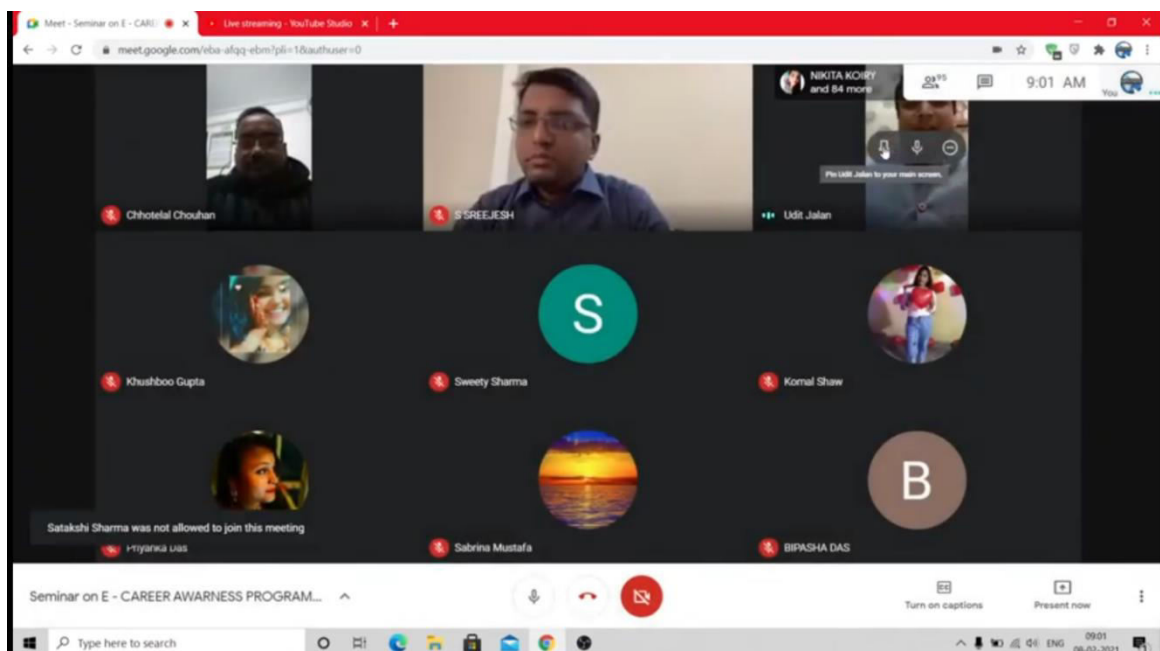 Meet - Seminar on E - CARE
Live streaming - YouTube Studio
meet.google.com/eba-afqq-ebm?pli=1&authuser=0
NIKITA KOIRY
and 84 more
95
9:01 AM
You
Pin Udit Jalan to your main screen.
Chhotelal Chouhan
S SREEJESH
Udit Jalan
S
Khushboo Gupta
Sweety Sharma
Komal Shaw
B
Satakshi Sharma was not allowed to join this meeting
Priyanka Das
Sabrina Mustafa
BIPASHA DAS
Seminar on E - CAREER AWARNESS PROGRAM...
Turn on captions
Present now
Type here to search
ENG
09:01
08-02-2021